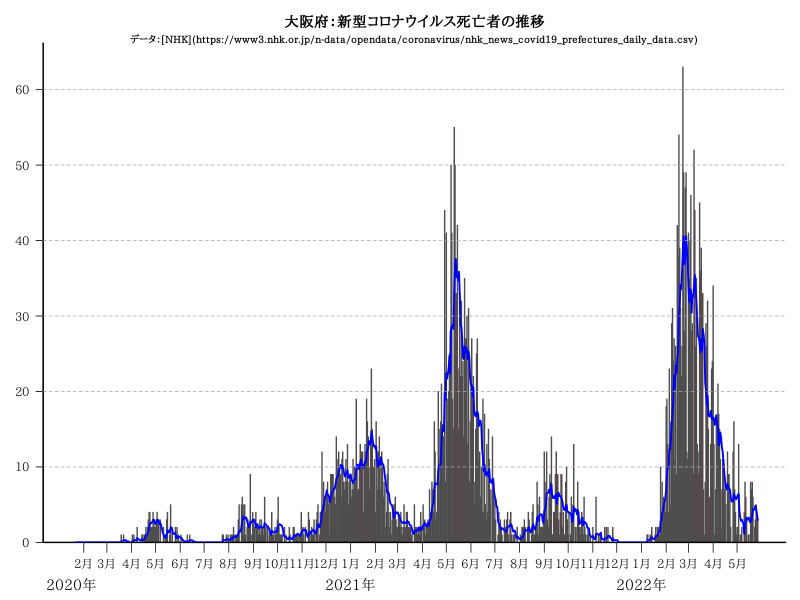 大阪府：新型コロナウイルス死亡者の推移
データ：[NHK](https://www3.nhk.or.jp/n-data/opendata/coronavirus/nhk_news_covid19_prefectures_daily_data.csv)
60
50
40
30
20
10
0
2月 3月 4月 5月 6月 7月 8月 9月 10月 11月 12月 1月 2月 3月 4月 5月 6月 7月 8月 9月 10月 11月 12月 1月 2月 3月 4月 5月
2020年 2021年 2022年